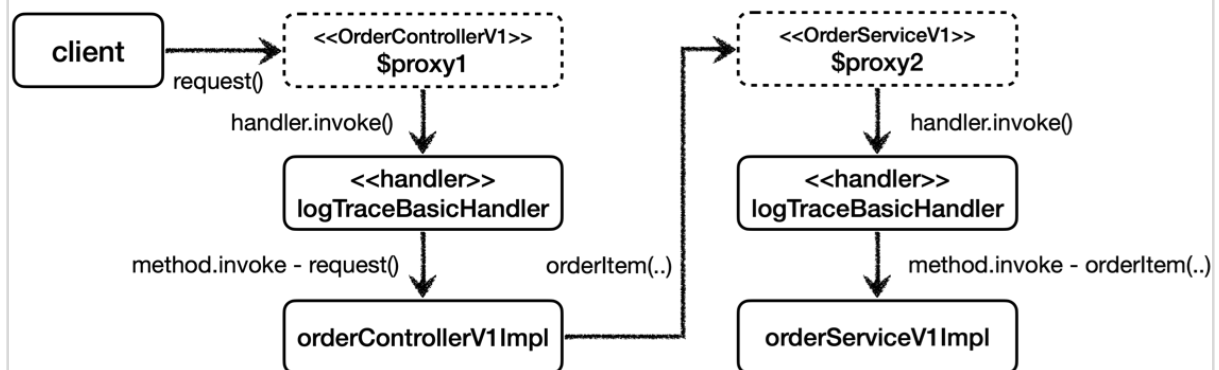 client
request()
<<OrderControllerV1>>
$proxy1
handler.invoke()
<<handler>>
logTraceBasicHandler
method.invoke - request()
orderControllerV1Impl
orderItem(..)
<<OrderServiceV1>>
$proxy2
handler.invoke()
<<handler>>
logTraceBasicHandler
method.invoke - orderItem(..)
orderServiceV1Impl